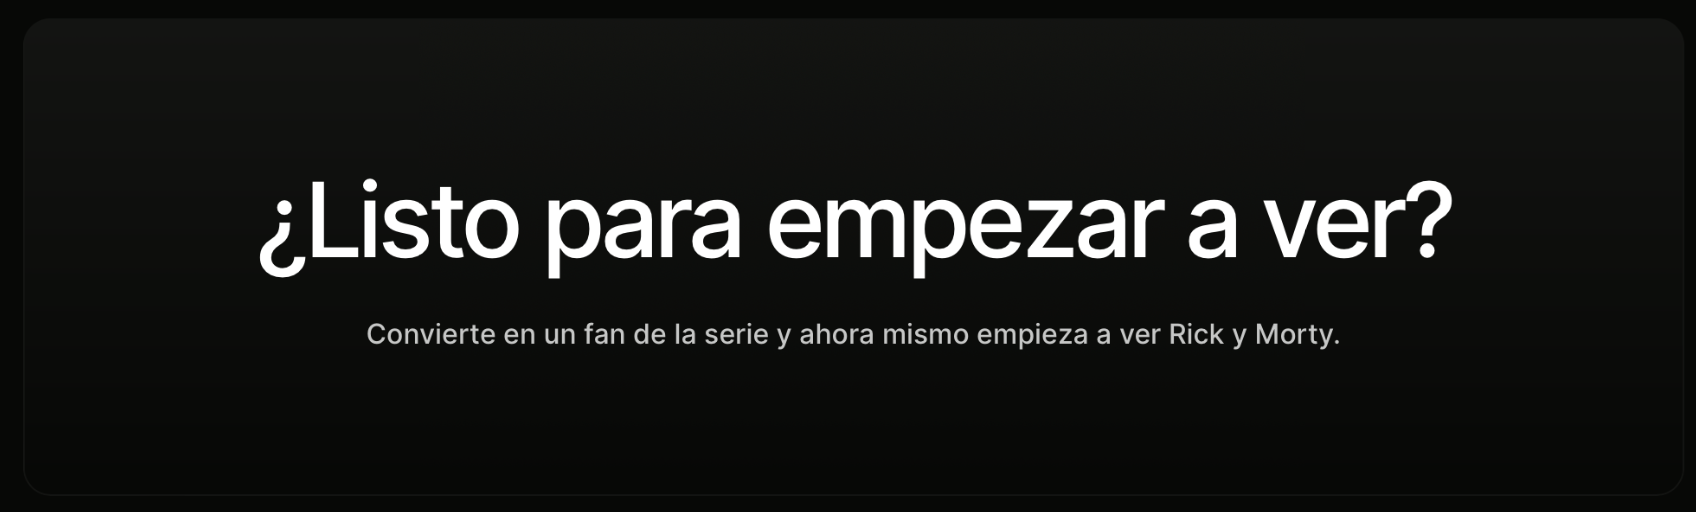 ¿Listo para empezar a ver?
Convierte en un fan de la serie y ahora mismo empieza a ver Rick y Morty.